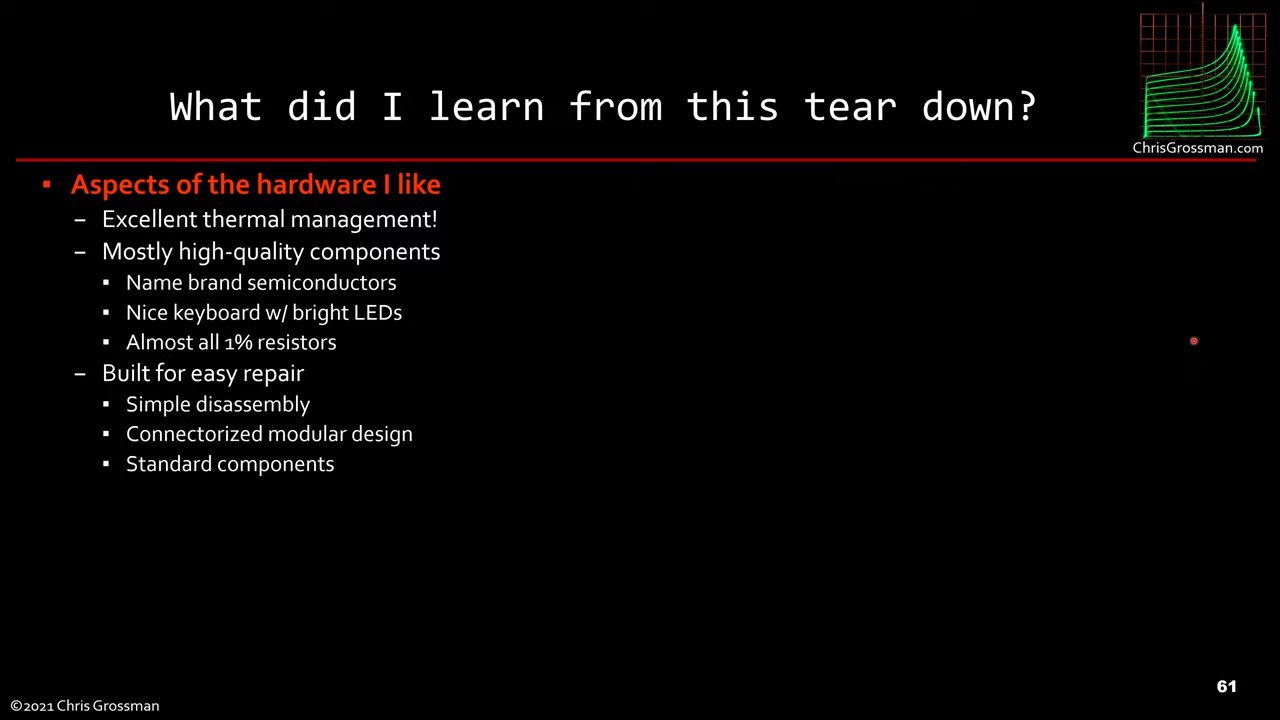 What did I learn from this tear down?
ChrisGrossman.com
▪ Aspects of the hardware I like
– Excellent thermal management!
– Mostly high-quality components
▪ Name brand semiconductors
▪ Nice keyboard w/ bright LEDs
▪ Almost all 1% resistors
– Built for easy repair
▪ Simple disassembly
▪ Connectorized modular design
▪ Standard components
61
©2021 Chris Grossman